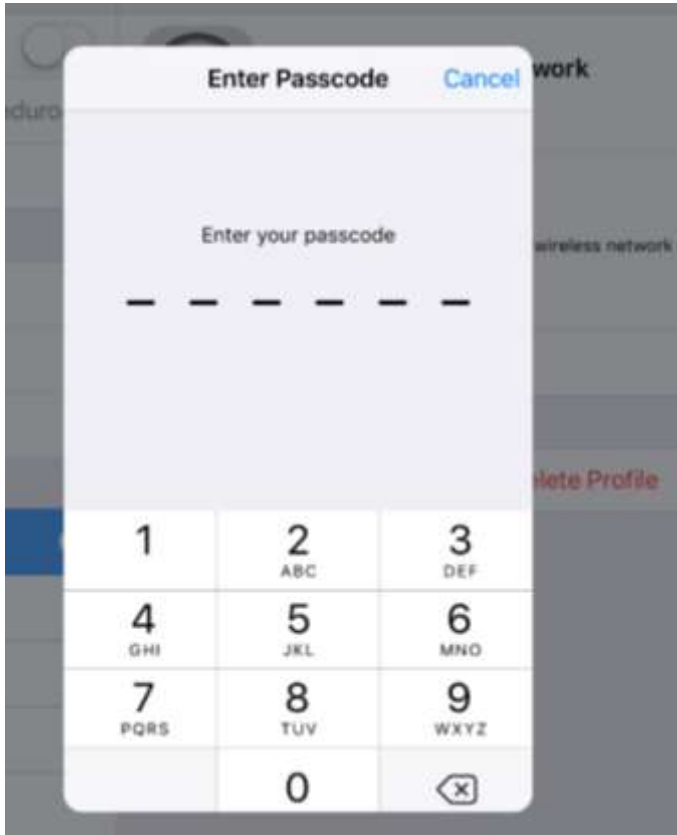 Enter Passcode Cancel
work
eduro
Enter your passcode
wireless network
lete Profile
1
2
ABC
3
DEF
4
GHI
5
JKL
6
MNO
7
PQRS
8
TUV
9
WXYZ
0